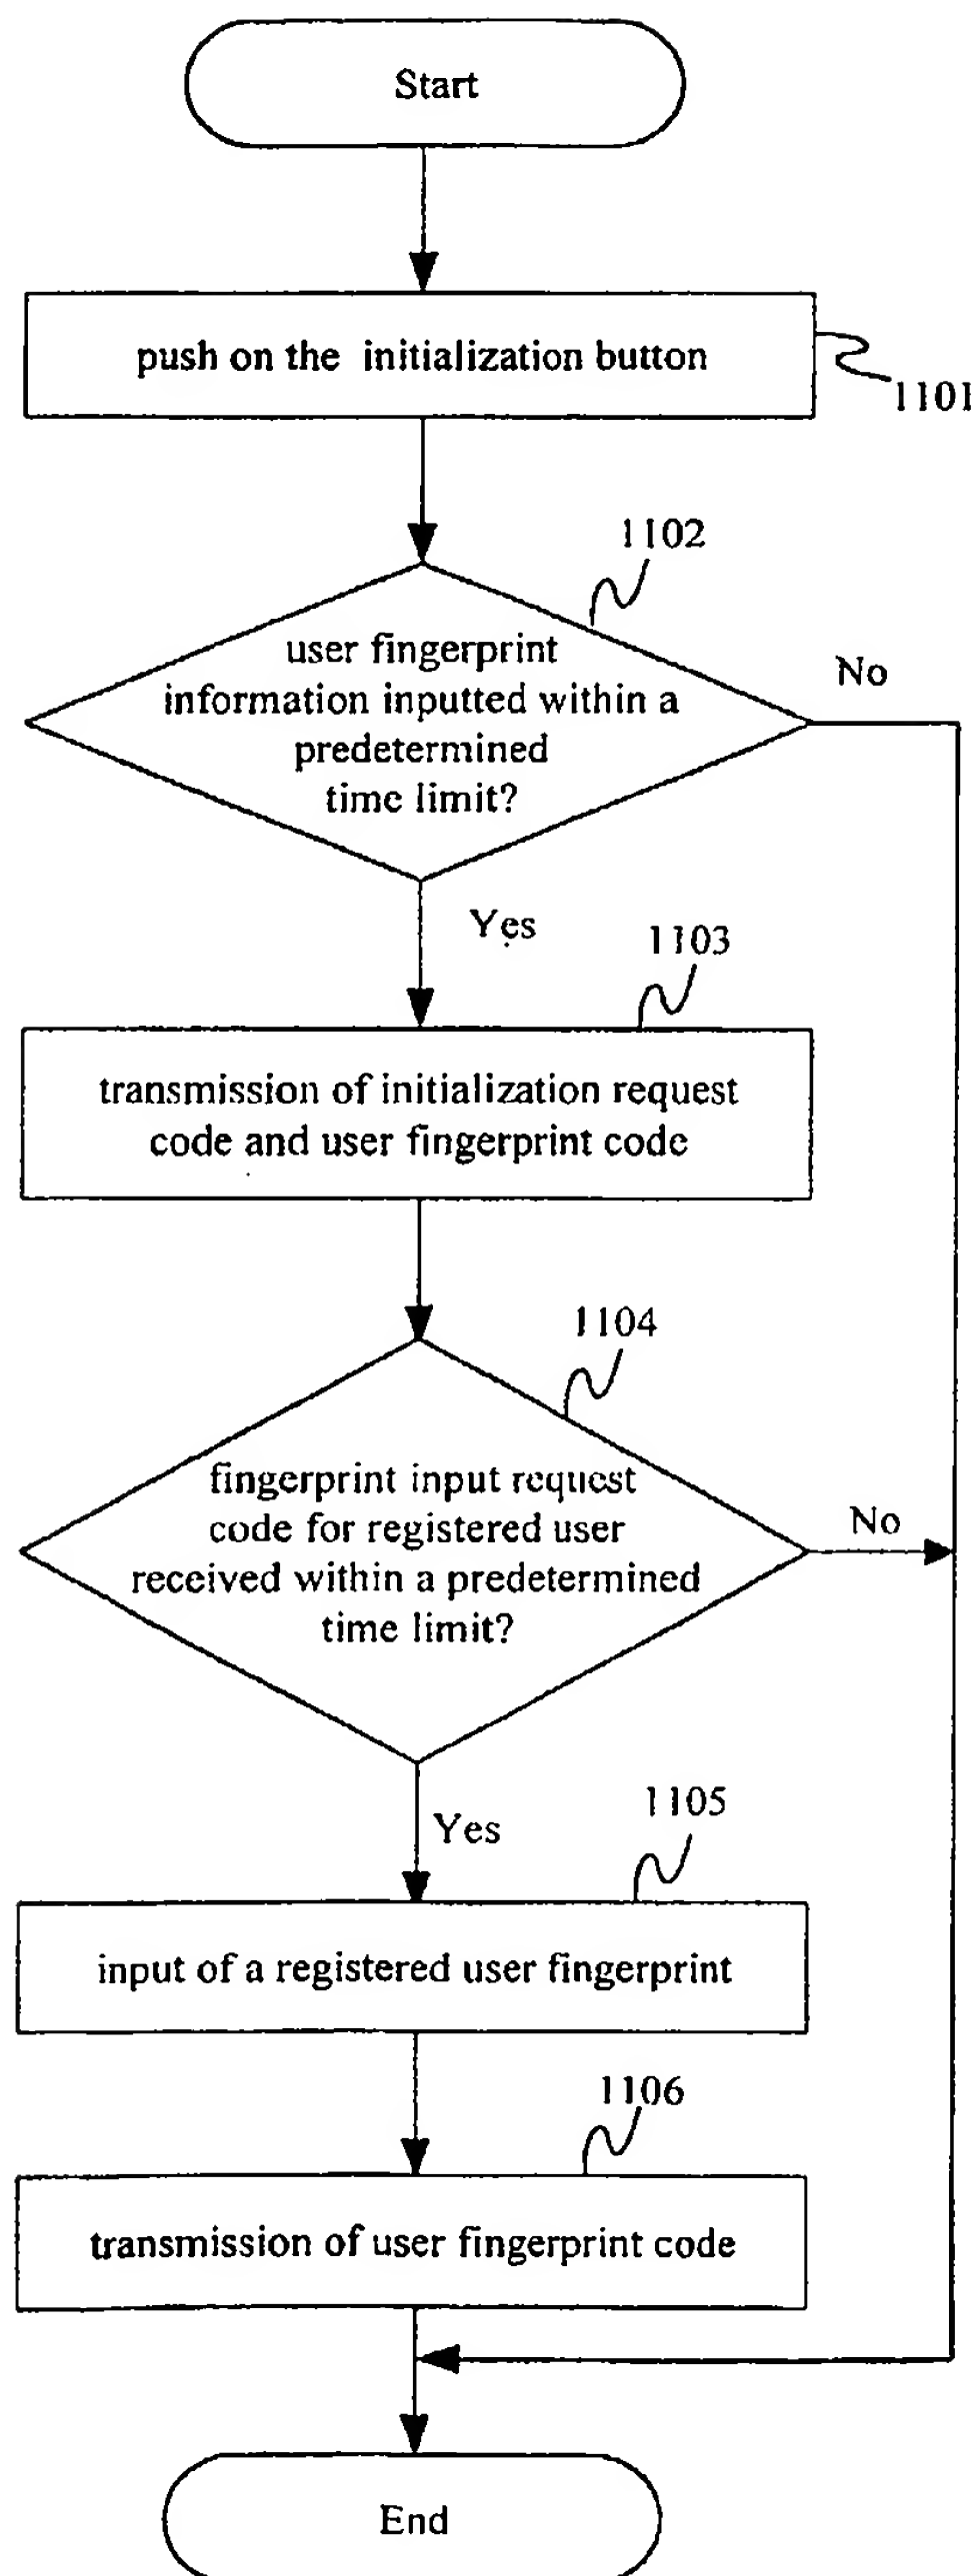 Start
push on the initialization button
1101
1102
user fingerprint
information inputted within a
predetermined
time limit?
No
Yes
1103
transmission of initialization request
code and user fingerprint code
1104
fingerprint input request
code for registered user
received within a predetermined
time limit?
No
Yes
1105
input of a registered user fingerprint
1106
transmission of user fingerprint code
End